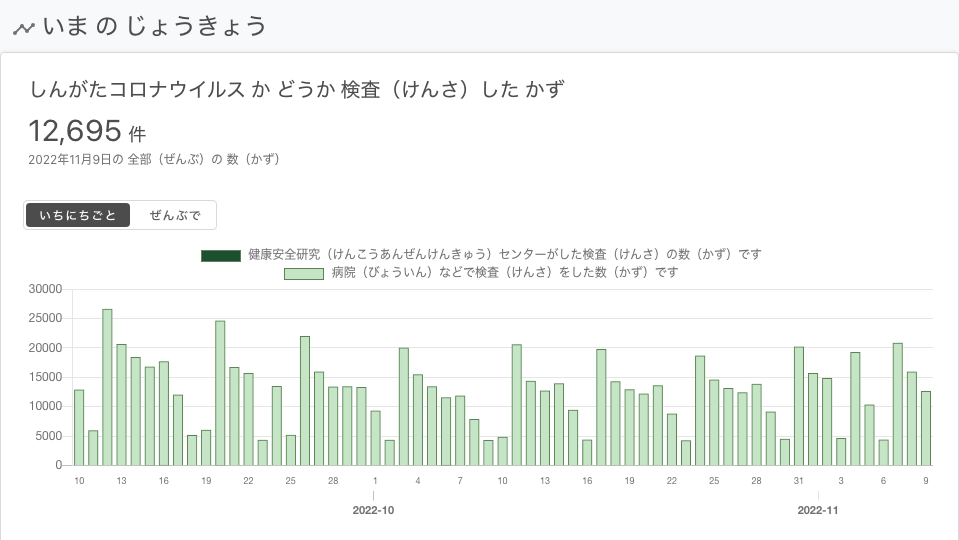 いま の じょうきょう
しんがたコロナウイルス か どうか 検査（けんさ）した かず
12,695 件
2022年11月9日の 全部（ぜんぶ）の 数（かず）
いちにちごと ぜんぶで
健康安全研究（けんこうあんぜんけんきゅう）センターがした検査（けんさ）の数（かず）です
病院（びょういん）などで検査（けんさ）をした数（かず）です
30000
25000
20000
15000
10000
5000
0
10 13 16 19 22 25 28 1 4 7 10 13 16 19 22 25 28 31 3 6 9
2022-10 2022-11